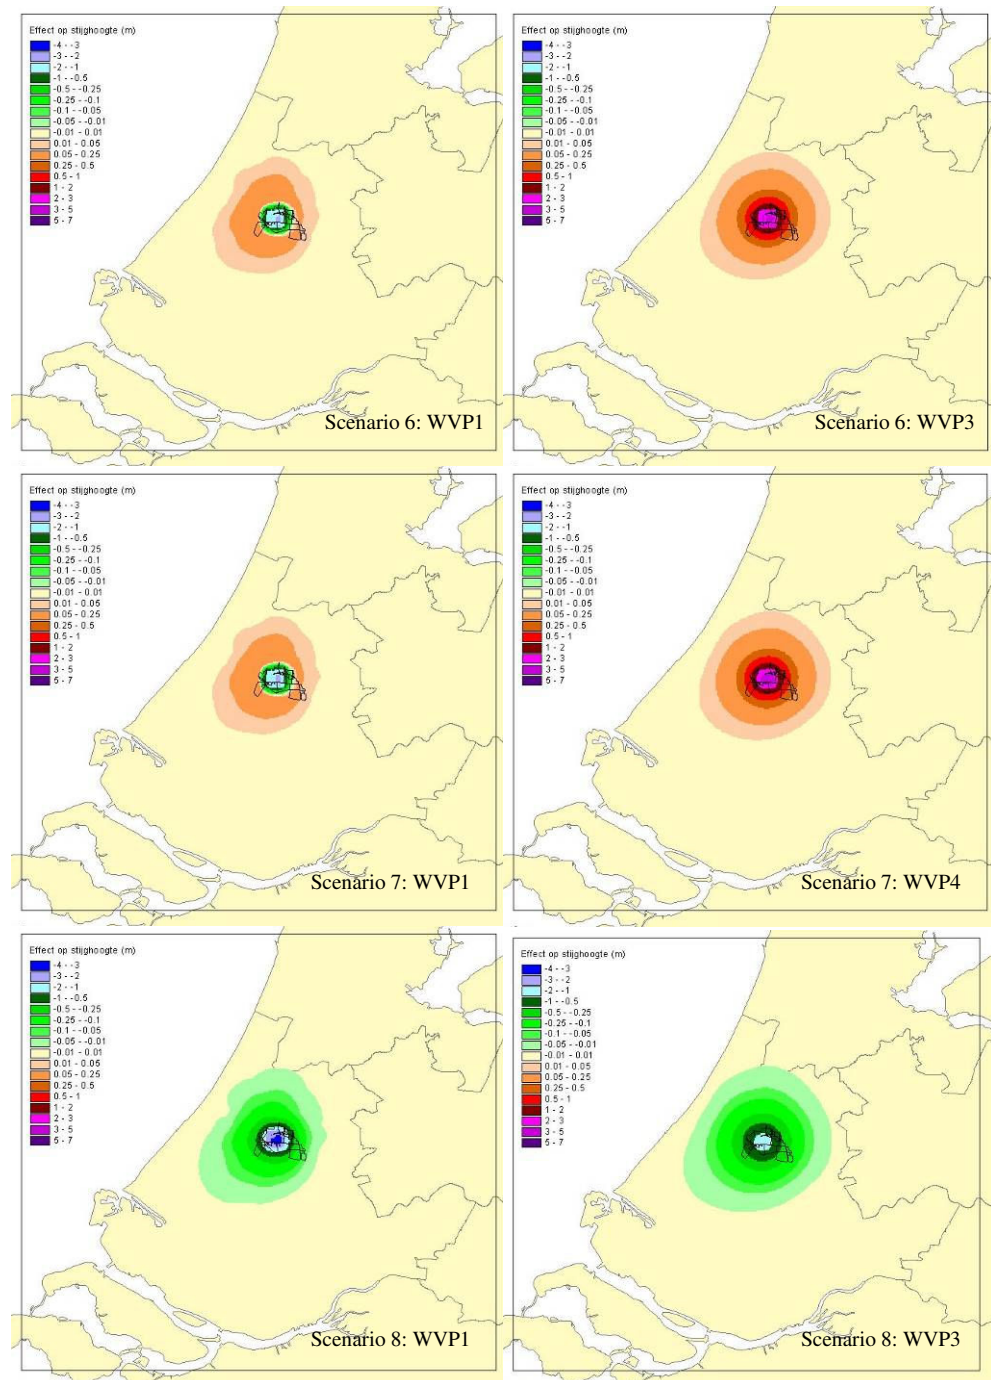 Effect op stijghoogte (m)
-4 - -3
-3 - -2
-2 - -1
-1 - -0.5
-0.5 - -0.25
-0.25 - -0.1
-0.1 - -0.05
-0.05 - -0.01
-0.01 - 0.01
0.01 - 0.05
0.05 - 0.25
0.25 - 0.5
0.5 - 1
1 - 2
2 - 3
3 - 5
5 - 7
Scenario 6: WVP1
Effect op stijghoogte (m)
-4 - -3
-3 - -2
-2 - -1
-1 - -0.5
-0.5 - -0.25
-0.25 - -0.1
-0.1 - -0.05
-0.05 - -0.01
-0.01 - 0.01
0.01 - 0.05
0.05 - 0.25
0.25 - 0.5
0.5 - 1
1 - 2
2 - 3
3 - 5
5 - 7
Scenario 6: WVP3
Effect op stijghoogte (m)
-4 - -3
-3 - -2
-2 - -1
-1 - -0.5
-0.5 - -0.25
-0.25 - -0.1
-0.1 - -0.05
-0.05 - -0.01
-0.01 - 0.01
0.01 - 0.05
0.05 - 0.25
0.25 - 0.5
0.5 - 1
1 - 2
2 - 3
3 - 5
5 - 7
Scenario 7: WVP1
Effect op stijghoogte (m)
-4 - -3
-3 - -2
-2 - -1
-1 - -0.5
-0.5 - -0.25
-0.25 - -0.1
-0.1 - -0.05
-0.05 - -0.01
-0.01 - 0.01
0.01 - 0.05
0.05 - 0.25
0.25 - 0.5
0.5 - 1
1 - 2
2 - 3
3 - 5
5 - 7
Scenario 7: WVP4
Effect op stijghoogte (m)
-4 - -3
-3 - -2
-2 - -1
-1 - -0.5
-0.5 - -0.25
-0.25 - -0.1
-0.1 - -0.05
-0.05 - -0.01
-0.01 - 0.01
0.01 - 0.05
0.05 - 0.25
0.25 - 0.5
0.5 - 1
1 - 2
2 - 3
3 - 5
5 - 7
Scenario 8: WVP1
Effect op stijghoogte (m)
-4 - -3
-3 - -2
-2 - -1
-1 - -0.5
-0.5 - -0.25
-0.25 - -0.1
-0.1 - -0.05
-0.05 - -0.01
-0.01 - 0.01
0.01 - 0.05
0.05 - 0.25
0.25 - 0.5
0.5 - 1
1 - 2
2 - 3
3 - 5
5 - 7
Scenario 8: WVP3